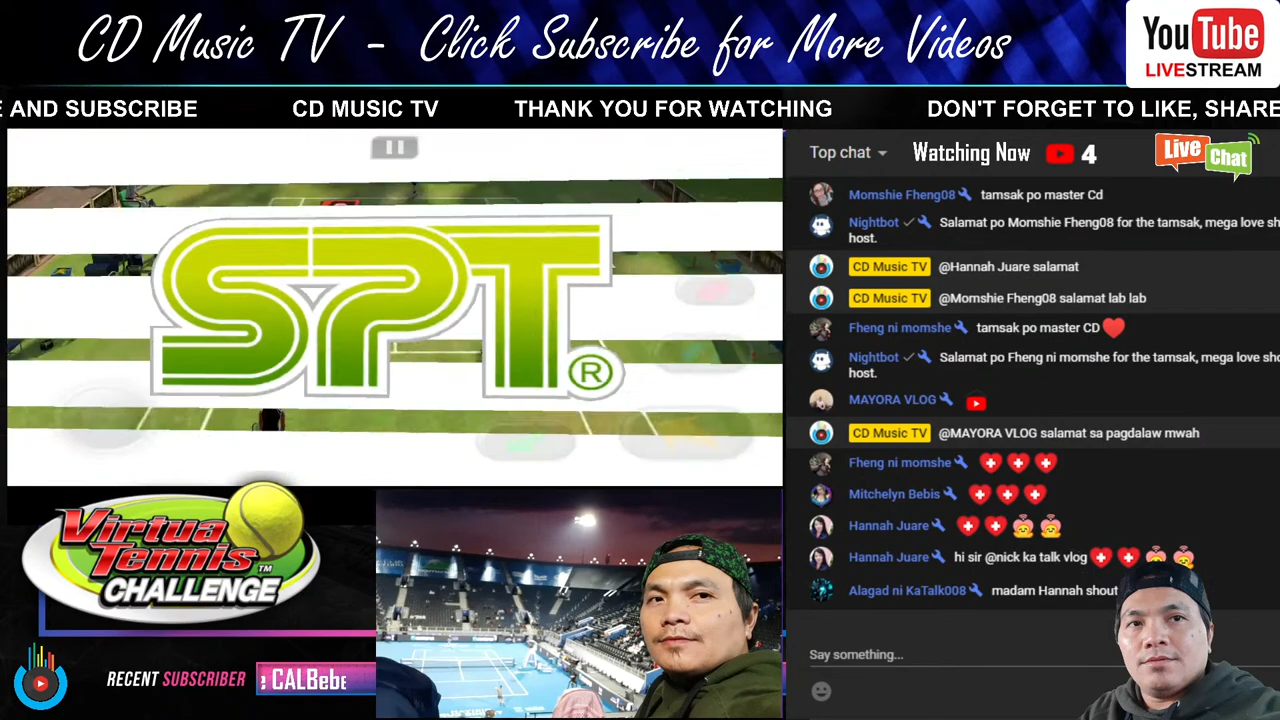 CD Music TV - Click Subscribe for More Videos
YouTube
LIVESTREAM
E AND SUBSCRIBE CD MUSIC TV THANK YOU FOR WATCHING DON'T FORGET TO LIKE, SHARE
SPT®
Top chat Watching Now 4
Live Chat
Momshie Fheng08 tamsak po master Cd
Nightbot Salamat po Momshie Fheng08 for the tamsak, mega love sh
host.
CD Music TV @Hannah Juare salamat
CD Music TV @Momshie Fheng08 salamat lab lab
Fheng ni momshe tamsak po master CD
Nightbot Salamat po Fheng ni momshe for the tamsak, mega love sho
host.
MAYORA VLOG
CD Music TV @MAYORA VLOG salamat sa pagdalaw mwah
Fheng ni momshe
Mitchelyn Bebis
Hannah Juare
Hannah Juare hi sir @nick ka talk vlog
Alagad ni KaTalk008 madam Hannah shout
Say something...
Virtua
Tennis™
CHALLENGE
RECENT SUBSCRIBER CALBebe